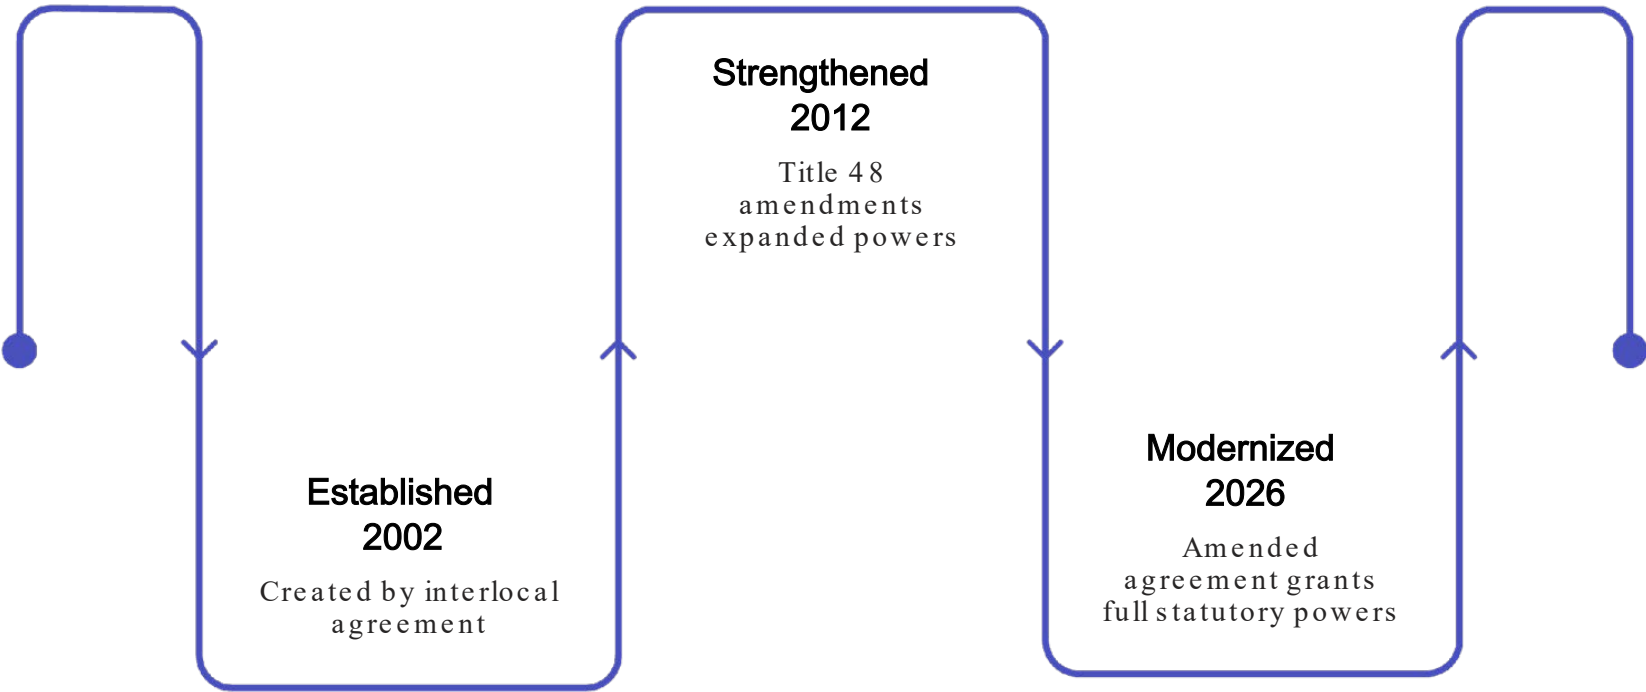 Established
2002
Created by interlocal
agreement
Strengthened
2012
Title 48
amendments
expanded powers
Modernized
2026
Amended
agreement grants
full statutory powers